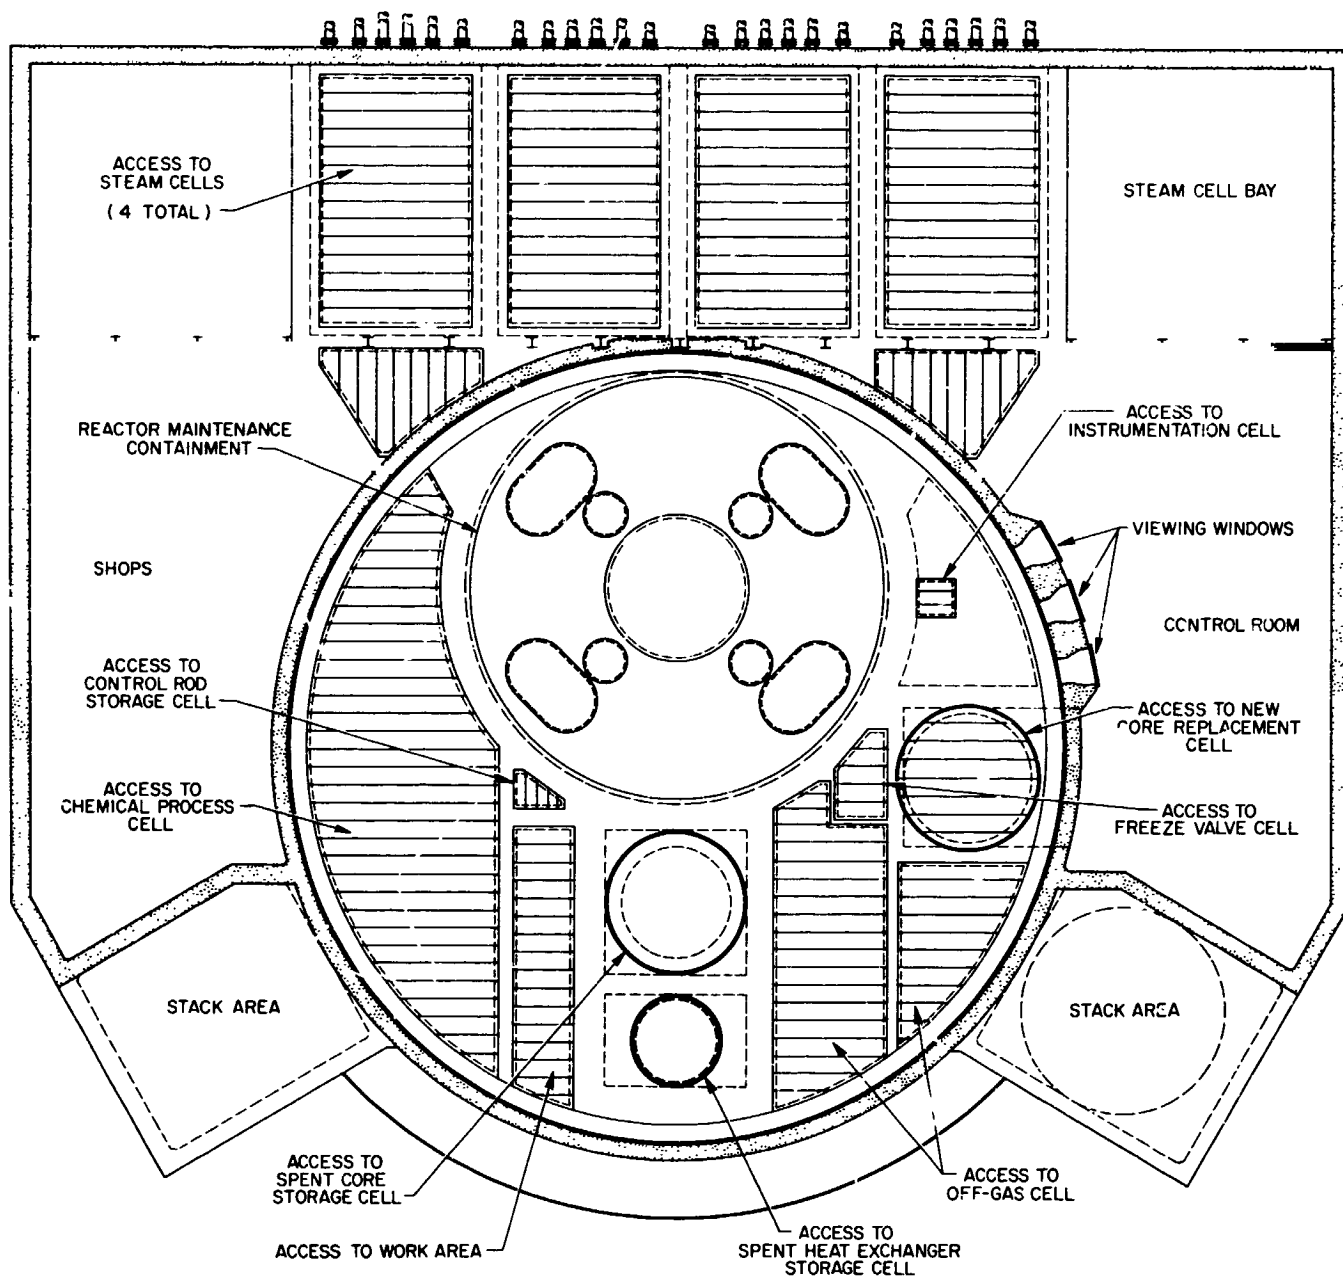 ACCESS TO
STEAM CELLS
(4 TOTAL)
STEAM CELL BAY
REACTOR MAINTENANCE
CONTAINMENT
ACCESS TO
INSTRUMENTATION CELL
VIEWING WINDOWS
SHOPS
CONTROL ROOM
ACCESS TO
CONTROL ROD
STORAGE CELL
ACCESS TO NEW
CORE REPLACEMENT
CELL
ACCESS TO
CHEMICAL PROCESS
CELL
ACCESS TO
FREEZE VALVE CELL
STACK AREA
STACK AREA
ACCESS TO
SPENT CORE
STORAGE CELL
ACCESS TO
OFF-GAS CELL
ACCESS TO WORK AREA
ACCESS TO
SPENT HEAT EXCHANGER
STORAGE CELL